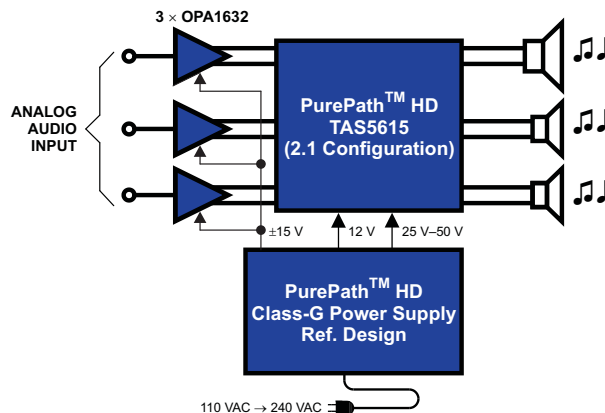 3 × OPA1632
ANALOG
AUDIO
INPUT
PurePath™ HD
TAS5615
(2.1 Configuration)
±15 V
12 V
25 V–50 V
PurePath™ HD
Class-G Power Supply
Ref. Design
110 VAC → 240 VAC